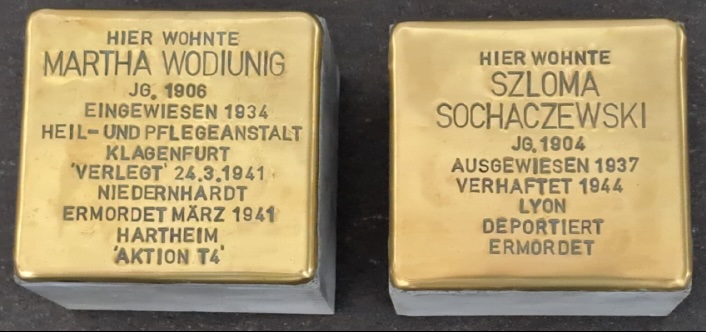 HIER WOHNTE
MARTHA WODIUNIG
JG. 1906
EINGEWIESEN 1934
HEIL- UND PFLEGEANSTALT
KLAGENFURT
'VERLEGT' 24.3.1941
NIEDERNHARDT
ERMORDET MÄRZ 1941
HARTHEIM
'AKTION T4'
HIER WOHNTE
SZLOMA
SOCHACZEWSKI
JG. 1904
AUSGEWIESEN 1937
VERHAFTET 1944
LYON
DEPORTIERT
ERMORDET